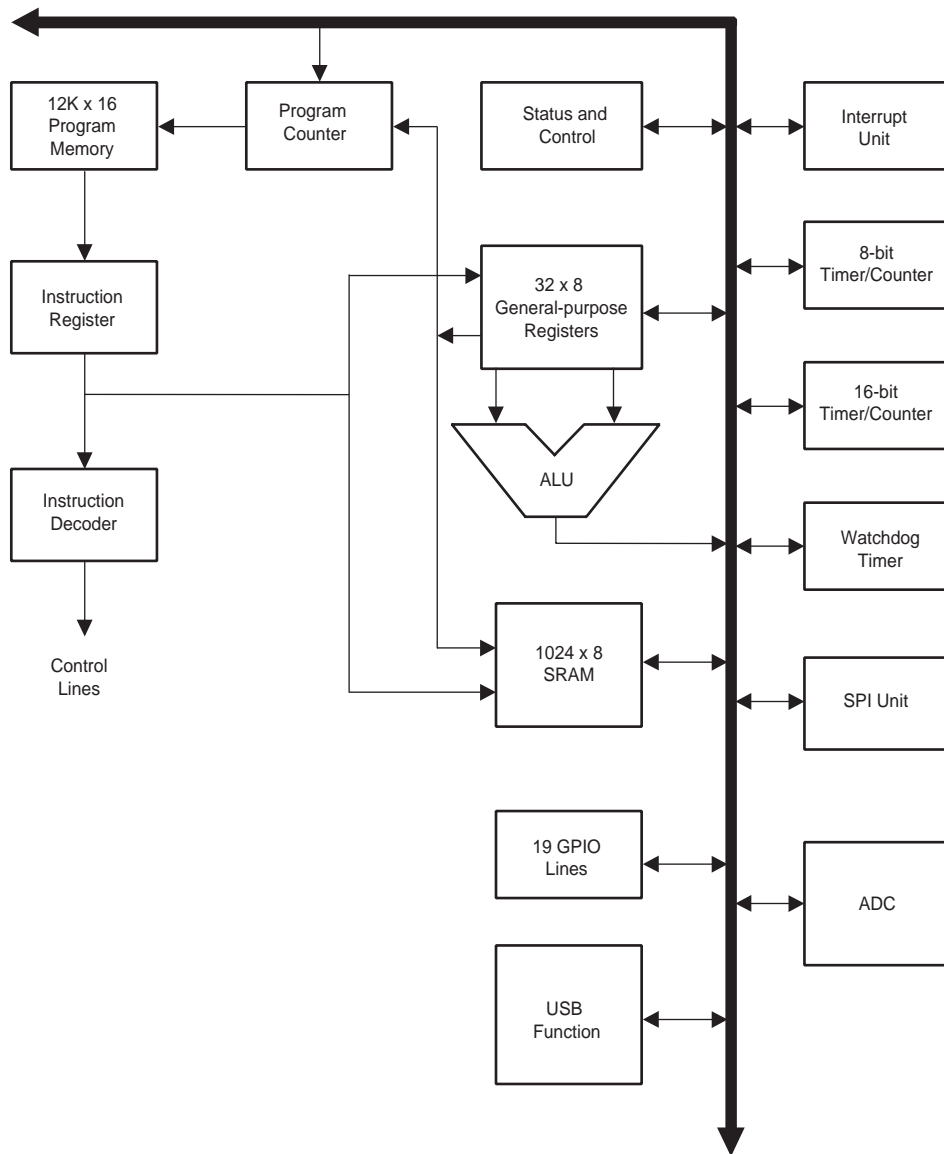 12K x 16
Program
Memory
Program
Counter
Status and
Control
Interrupt
Unit
8-bit
Timer/Counter
Instruction
Register
32 x 8
General-purpose
Registers
16-bit
Timer/Counter
ALU
Instruction
Decoder
Watchdog
Timer
Control
Lines
1024 x 8
SRAM
SPI Unit
19 GPIO
Lines
ADC
USB
Function